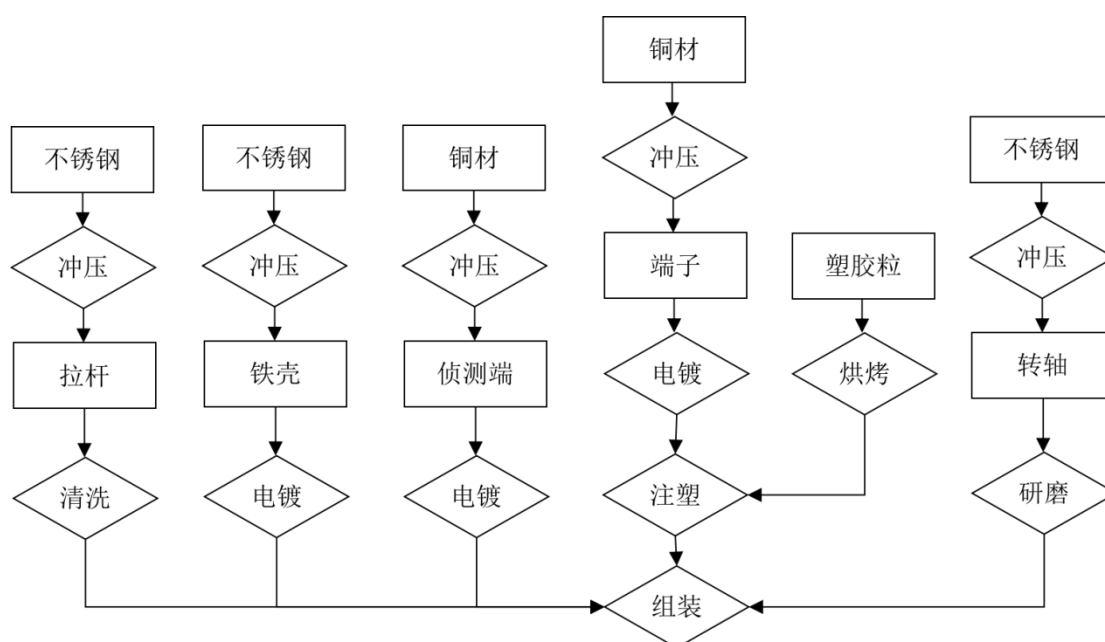 铜材
不锈钢
不锈钢
铜材
冲压
不锈钢
冲压
冲压
冲压
端子
塑胶粒
冲压
拉杆
铁壳
侦测端
电镀
烘烤
转轴
清洗
电镀
电镀
注塑
研磨
组装